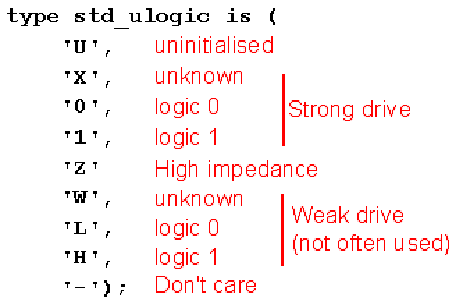 type std_ulogic is (
'U', uninitialised
'X', unknown
'0', logic 0 Strong drive
'1', logic 1
'Z' High impedance
'W', unknown
'L', logic 0 Weak drive
'H', logic 1 (not often used)
'-'); Don't care